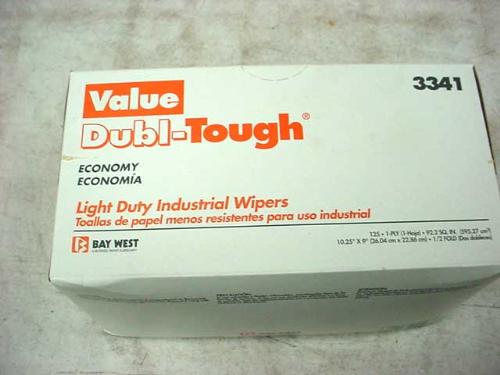 3341
Value
Dubl-Tough®
ECONOMY
ECONOMÍA
Light Duty Industrial Wipers
Toallas de papel menos resistentes para uso industrial
BAY WEST
125 • 1-PLY (1-Hoja) • 92.2 SQ. IN. (595.27 cm²)
10.25" X 9" (26.04 cm X 22.86 cm) • 1/2 FOLD (Dos dobleces)